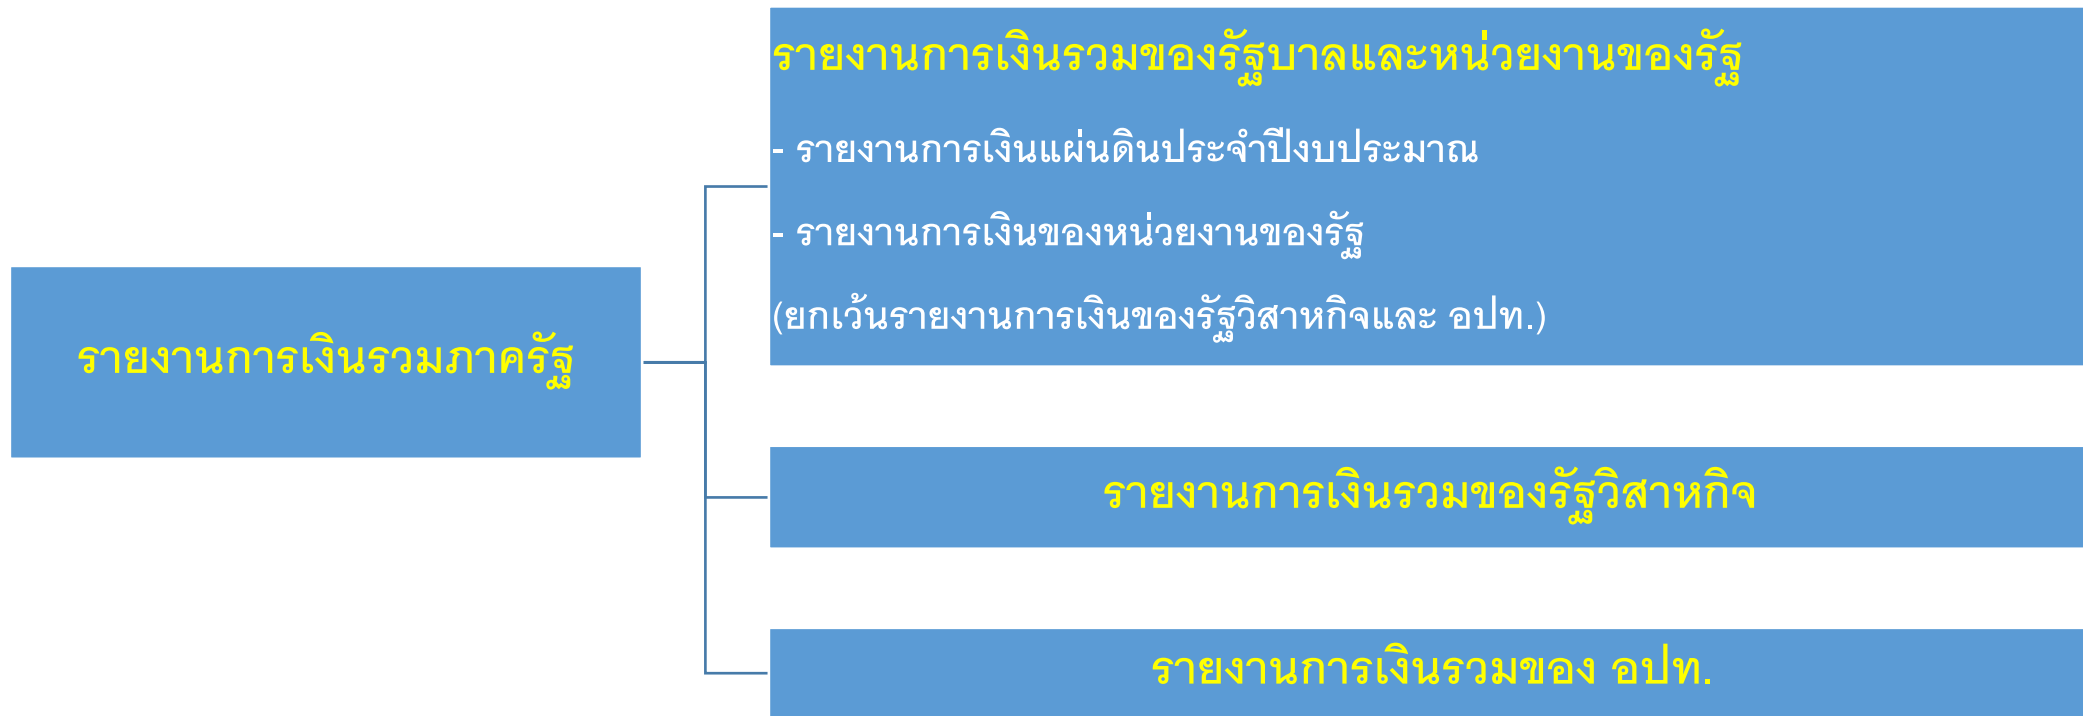 รายงานการเงินรวมภาครัฐ
รายงานการเงินรวมของรัฐบาลและหน่วยงานของรัฐ
- รายงานการเงินแผ่นดินประจำปีงบประมาณ
- รายงานการเงินของหน่วยงานของรัฐ
(ยกเว้นรายงานการเงินของรัฐวิสาหกิจและ อปท.)
รายงานการเงินรวมของรัฐวิสาหกิจ
รายงานการเงินรวมของ อปท.